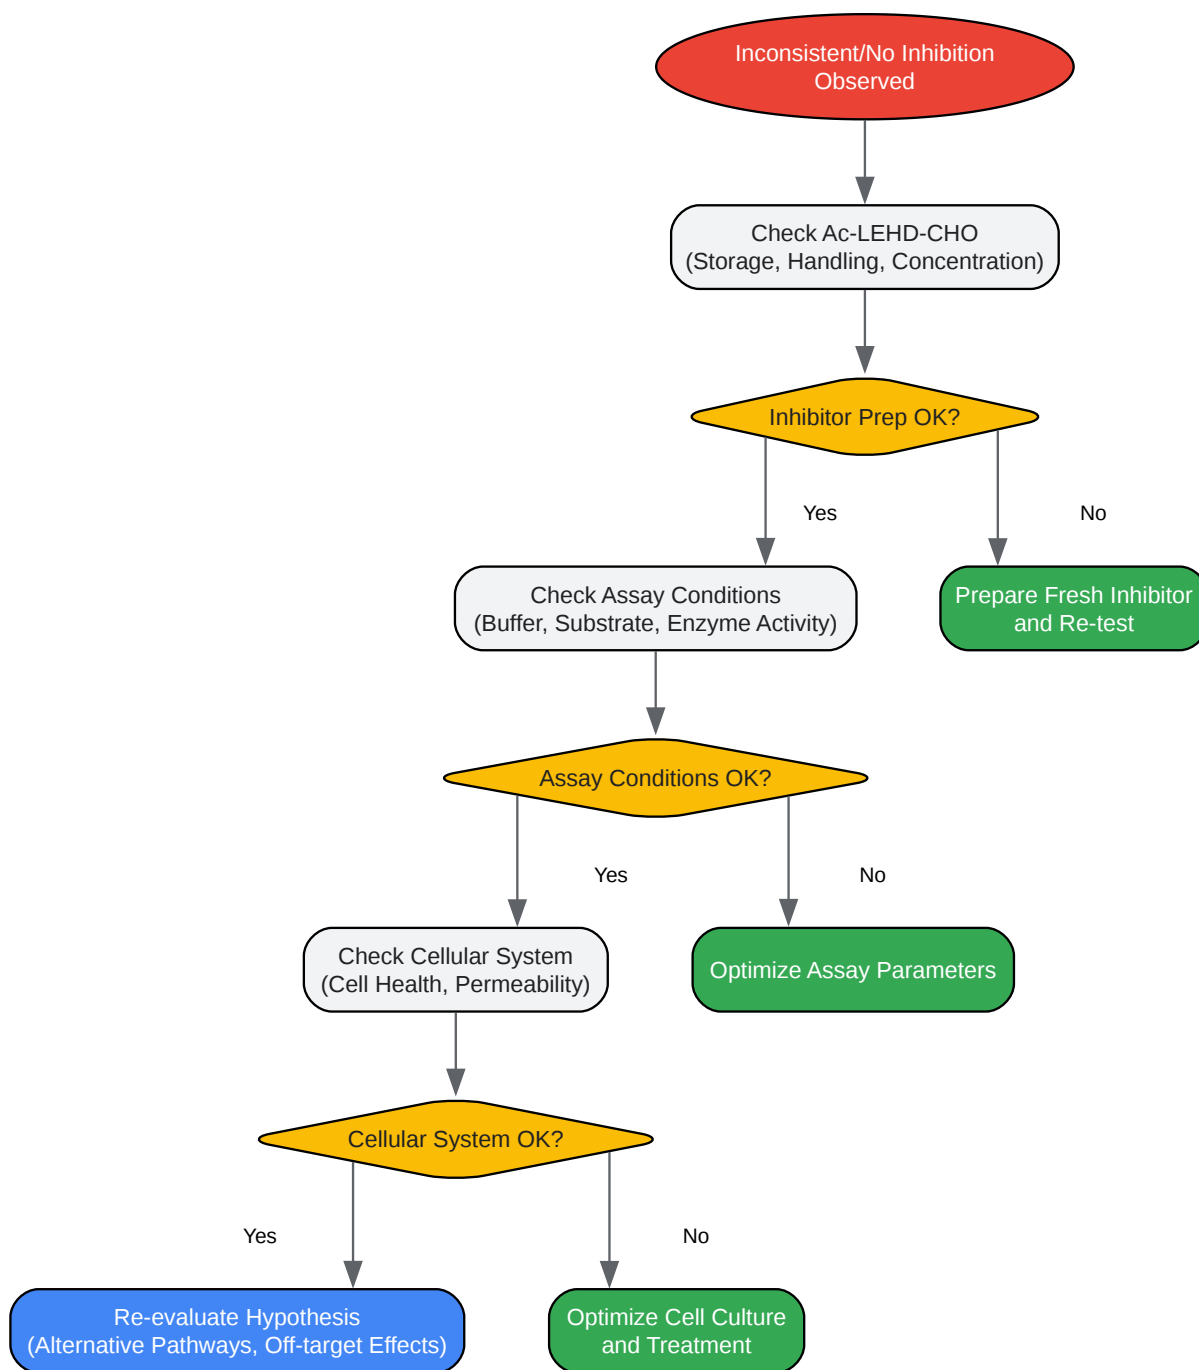 Inconsistent/No Inhibition
Observed
Check Ac-LEHD-CHO
(Storage, Handling, Concentration)
Inhibitor Prep OK?
Yes
No
Check Assay Conditions
(Buffer, Substrate, Enzyme Activity)
Prepare Fresh Inhibitor
and Re-test
Assay Conditions OK?
Yes
No
Check Cellular System
(Cell Health, Permeability)
Optimize Assay Parameters
Cellular System OK?
Yes
No
Re-evaluate Hypothesis
(Alternative Pathways, Off-target Effects)
Optimize Cell Culture
and Treatment